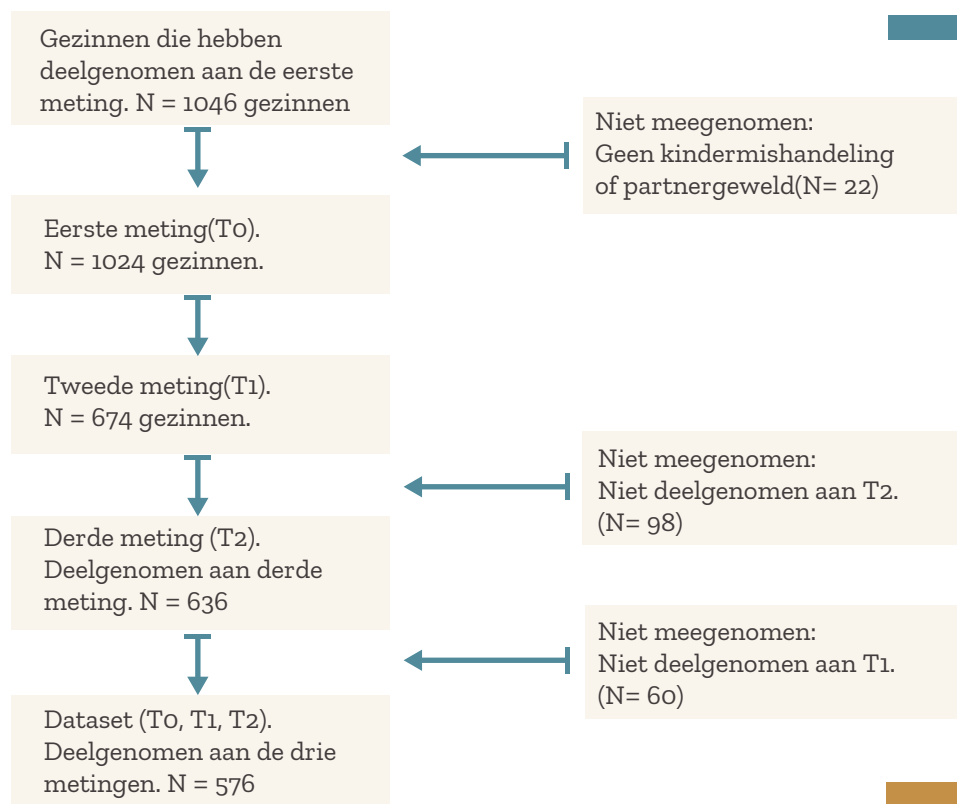 Gezinnen die hebben
deelgenomen aan de eerste
meting. N = 1046 gezinnen
Niet meegenomen:
Geen kindermishandeling
of partnergeweld(N= 22)
Eerste meting(T0).
N = 1024 gezinnen.
Tweede meting(T1).
N = 674 gezinnen.
Niet meegenomen:
Niet deelgenomen aan T2.
(N= 98)
Derde meting (T2).
Deelgenomen aan derde
meting. N = 636
Niet meegenomen:
Niet deelgenomen aan T1.
(N= 60)
Dataset (T0, T1, T2).
Deelgenomen aan de drie
metingen. N = 576